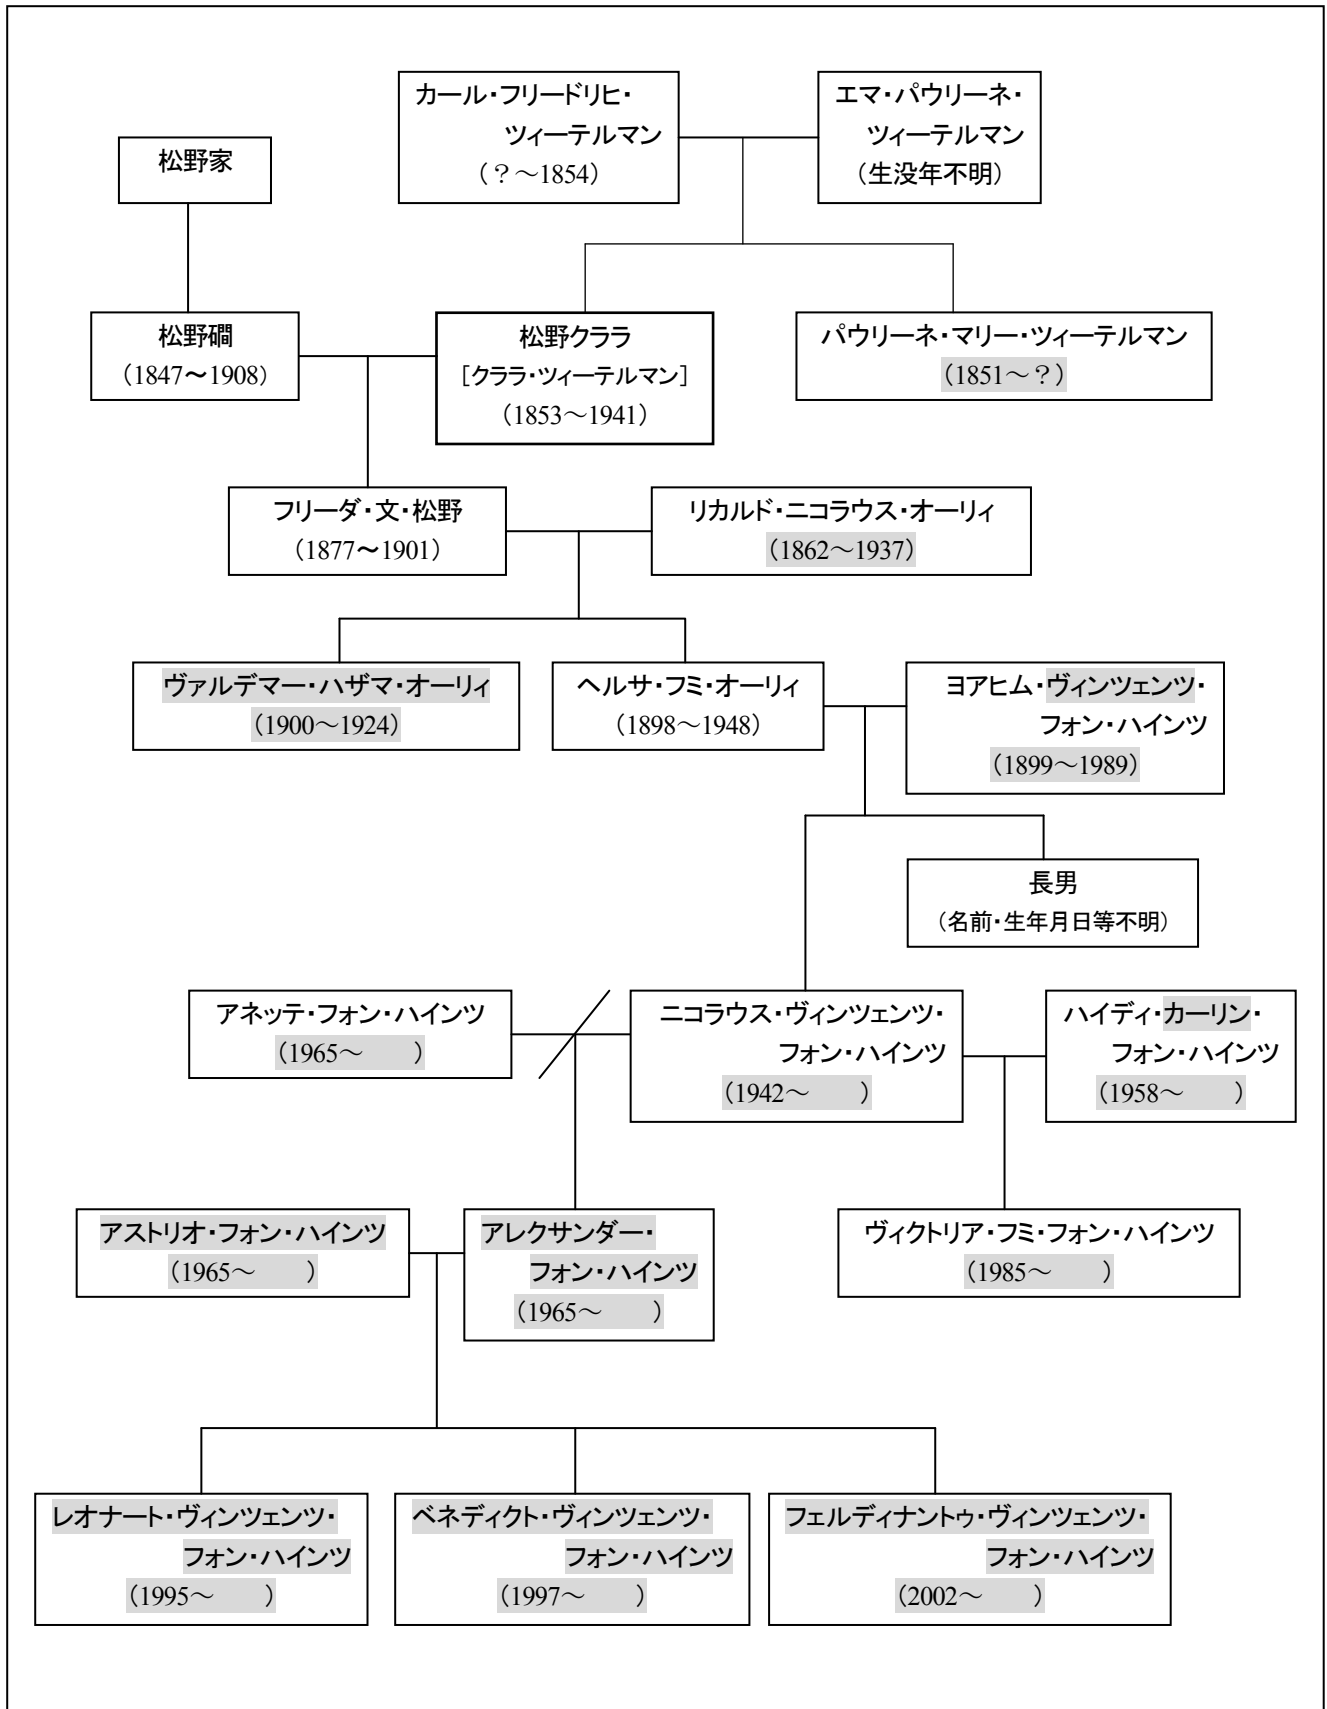 カール・フリードリヒ・
ツィーテルマン
(？～1854)
エマ・パウリーネ・
ツィーテルマン
(生没年不明)
松野家
松野礀
(1847～1908)
松野クララ
[クララ・ツィーテルマン]
(1853～1941)
パウリーネ・マリー・ツィーテルマン
(1851～？)
フリーダ・文・松野
(1877～1901)
リカルド・ニコラウス・オーリィ
(1862～1937)
ヴァルデマー・ハザマ・オーリィ
(1900～1924)
ヘルサ・フミ・オーリィ
(1898～1948)
ヨアヒム・ヴィンツェンツ・
フォン・ハインツ
(1899～1989)
長男
(名前・生年月日等不明)
アネッテ・フォン・ハインツ
(1965～　　)
ニコラウス・ヴィンツェンツ・
フォン・ハインツ
(1942～　　)
ハイディ・カーリン・
フォン・ハインツ
(1958～　　)
アストリオ・フォン・ハインツ
(1965～　　)
アレクサンダー・
フォン・ハインツ
(1965～　　)
ヴィクトリア・フミ・フォン・ハインツ
(1985～　　)
レオナート・ヴィンツェンツ・
フォン・ハインツ
(1995～　　)
ベネディクト・ヴィンツェンツ・
フォン・ハインツ
(1997～　　)
フェルディナントゥ・ヴィンツェンツ・
フォン・ハインツ
(2002～　　)